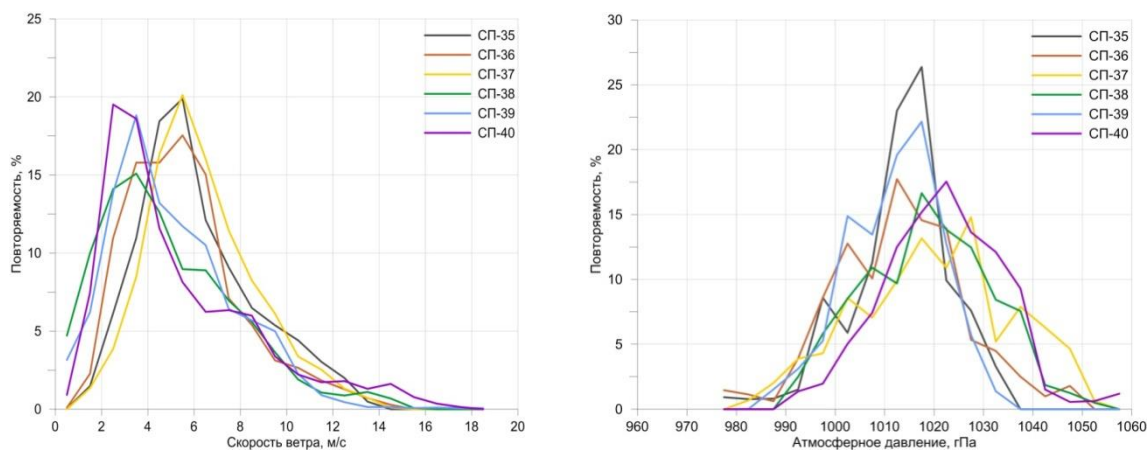 25
20
15
10
5
0
Повторяемость, %
0 2 4 6 8 10 12 14 16 18 20
Скорость ветра, м/с
СП-35
СП-36
СП-37
СП-38
СП-39
СП-40
30
25
20
15
10
5
0
Повторяемость, %
960 970 980 990 1000 1010 1020 1030 1040 1050 1060
Атмосферное давление, гПа
СП-35
СП-36
СП-37
СП-38
СП-39
СП-40